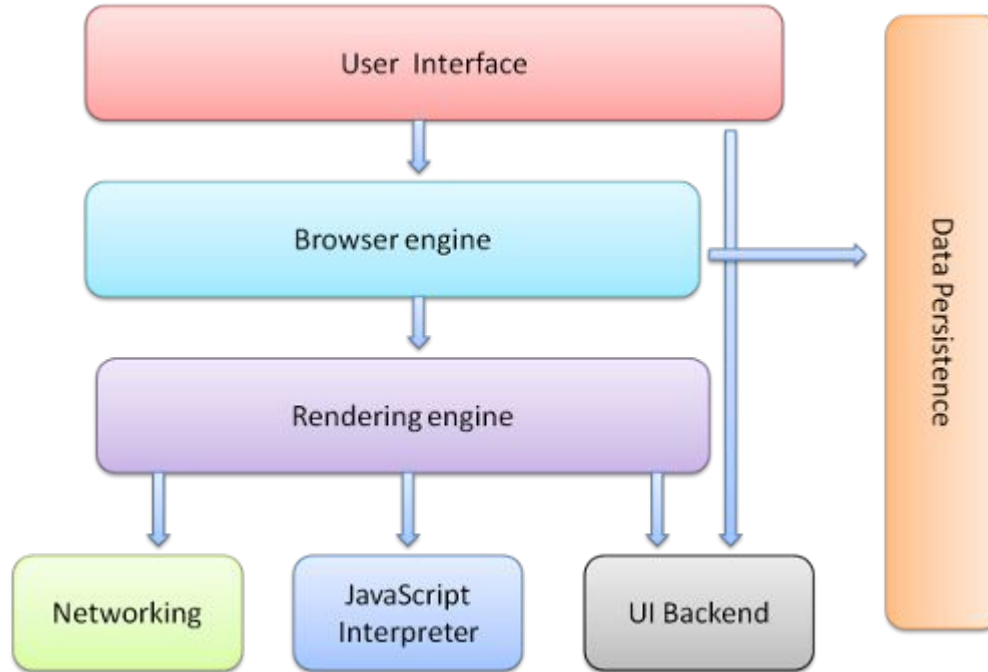 User Interface
Browser engine
Rendering engine
Networking
JavaScript
Interpreter
UI Backend
Data Persistence